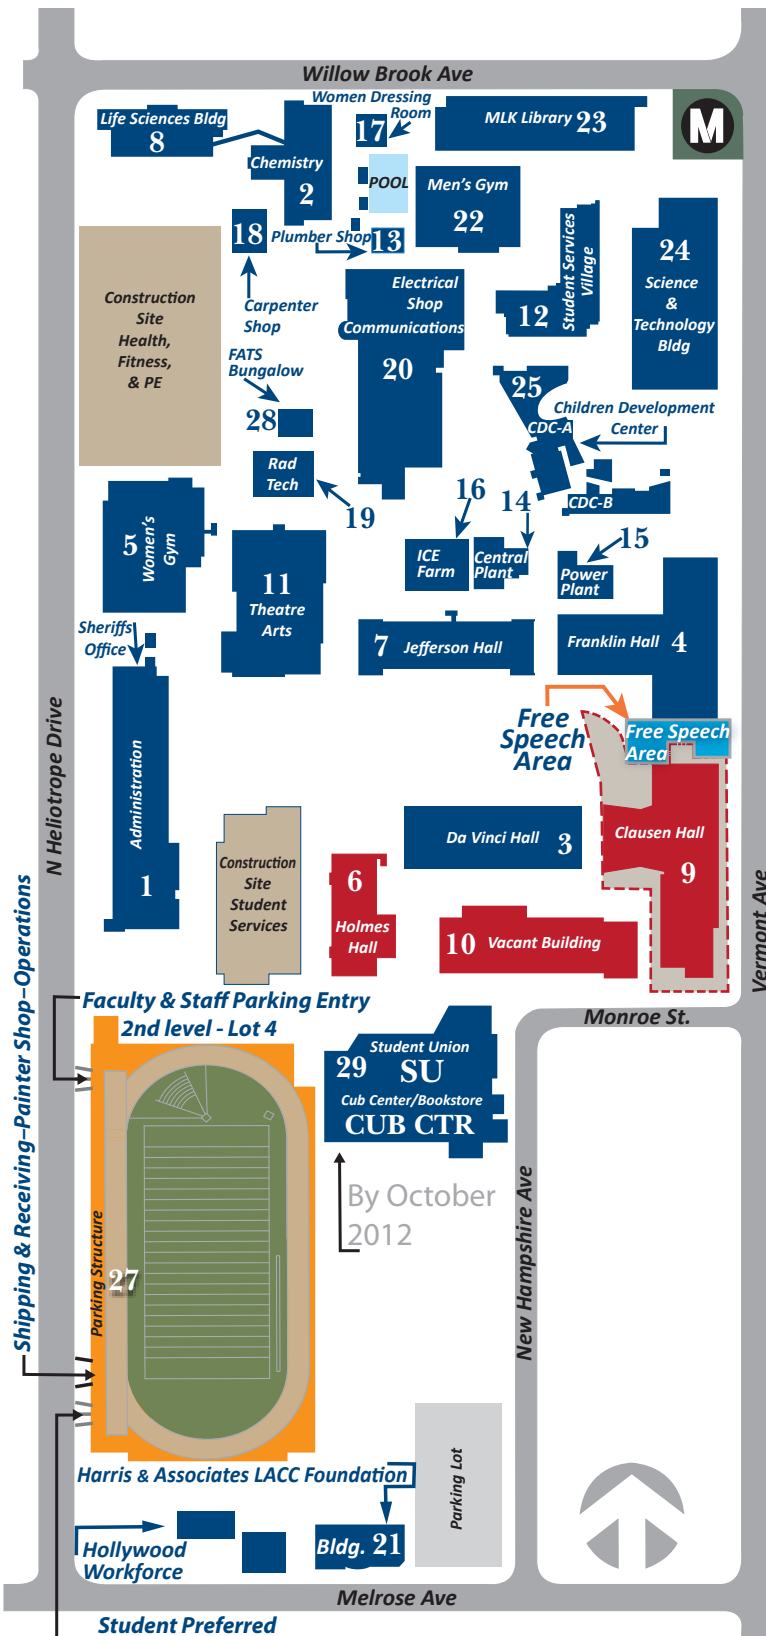 Willow Brook Ave
Women Dressing
Room
Life Sciences Bldg
8
Chemistry
2
17
MLK Library 23
M
POOL
Men's Gym
22
18
Plumber Shop
13
Carpenter
Shop
Construction
Site
Health,
Fitness,
& PE
Electrical
Shop
Communications
20
Student Services
Village
12
24
Science
&
Technology
Bldg
FATS
Bungalow
28
25
CDC-A
Children Development
Center
CDC-B
Rad
Tech
19
16
14
15
5
Women's
Gym
11
Theatre
Arts
ICE
Farm
Central
Plant
Power
Plant
Sheriffs
Office
7 Jefferson Hall
Franklin Hall 4
Free
Speech
Area
Free Speech
Area
N Heliotrope Drive
Administration
1
Construction
Site
Student
Services
6
Holmes
Hall
Da Vinci Hall 3
Clausen Hall
9
10 Vacant Building
Vermont Ave
Monroe St.
Shipping & Receiving–Painter Shop–Operations
Faculty & Staff Parking Entry
2nd level - Lot 4
Student Union
29 SU
Cub Center/Bookstore
CUB CTR
By October
2012
Parking Structure
27
New Hampshire Ave
Parking Lot
Harris & Associates LACC Foundation
Hollywood
Workforce
Bldg. 21
Melrose Ave
Student Preferred